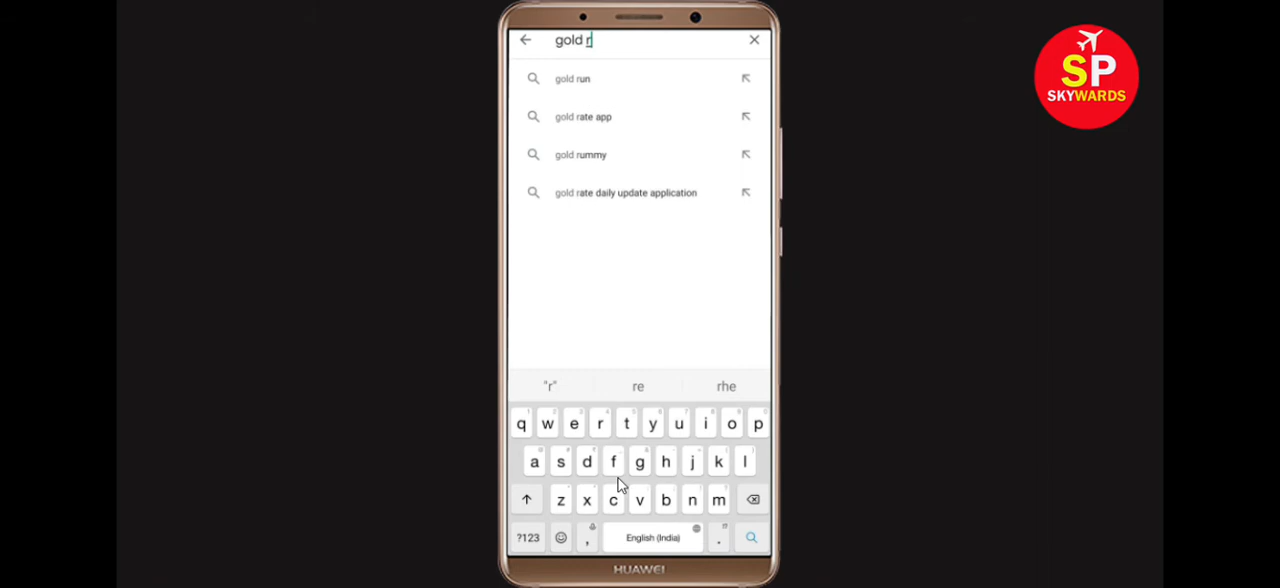 gold r
SP
SKYWARDS
gold run
gold rate app
gold rummy
gold rate daily update application
"r" re rhe
q w e r t y u i o p
a s d f g h j k l
z x c v b n m
?123 , English (India) .
HUAWEI